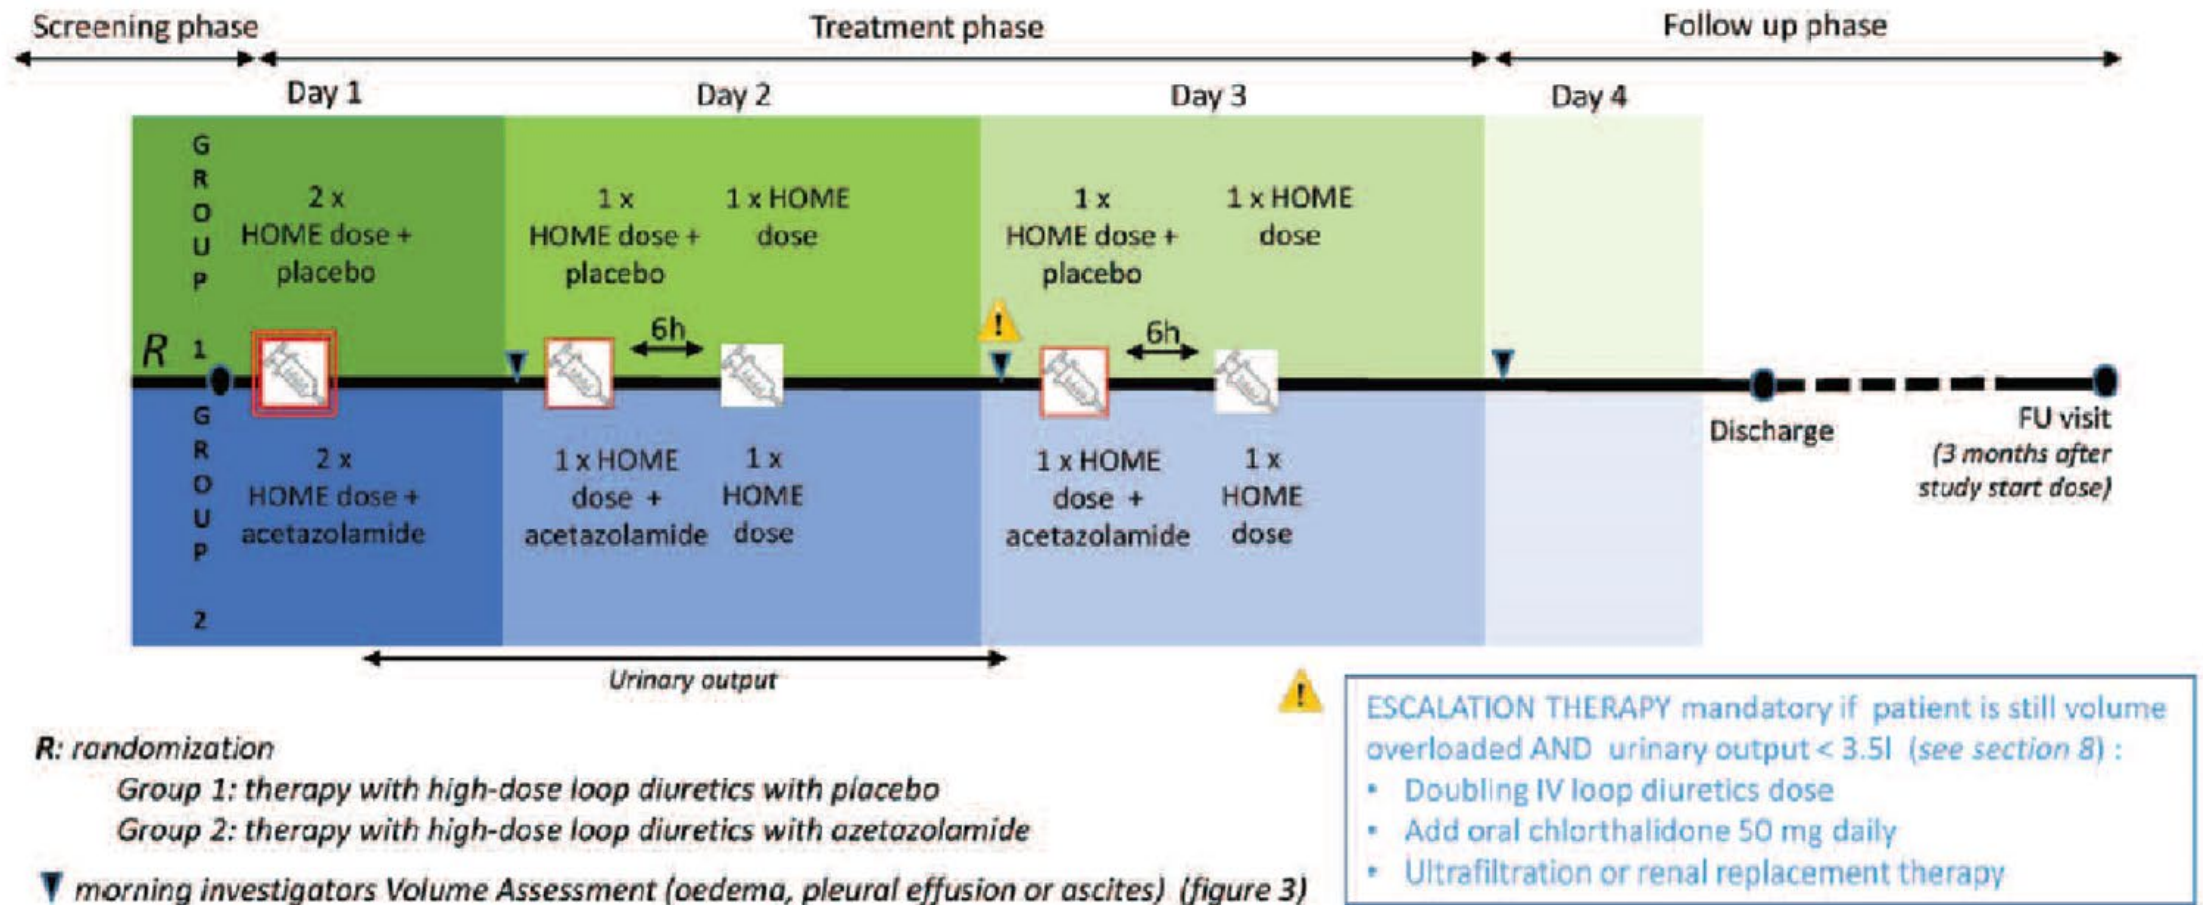 Screening phase
Treatment phase
Follow up phase
Day 1
Day 2
Day 3
Day 4
GROUP 1
2 x
HOME dose +
placebo
1 x
HOME dose +
placebo
1 x HOME
dose
1 x
HOME dose +
placebo
1 x HOME
dose
R
6h
!
6h
GROUP 2
2 x
HOME dose +
acetazolamide
1 x HOME
dose +
acetazolamide
1 x
HOME
dose
1 x HOME
dose +
acetazolamide
1 x
HOME
dose
Discharge
FU visit
(3 months after
study start dose)
Urinary output
R: randomization
Group 1: therapy with high-dose loop diuretics with placebo
Group 2: therapy with high-dose loop diuretics with azetazolamide
morning investigators Volume Assessment (oedema, pleural effusion or ascites) (figure 3)
!
ESCALATION THERAPY mandatory if patient is still volume
overloaded AND urinary output < 3.5l (see section 8) :
• Doubling IV loop diuretics dose
• Add oral chlorthalidone 50 mg daily
• Ultrafiltration or renal replacement therapy